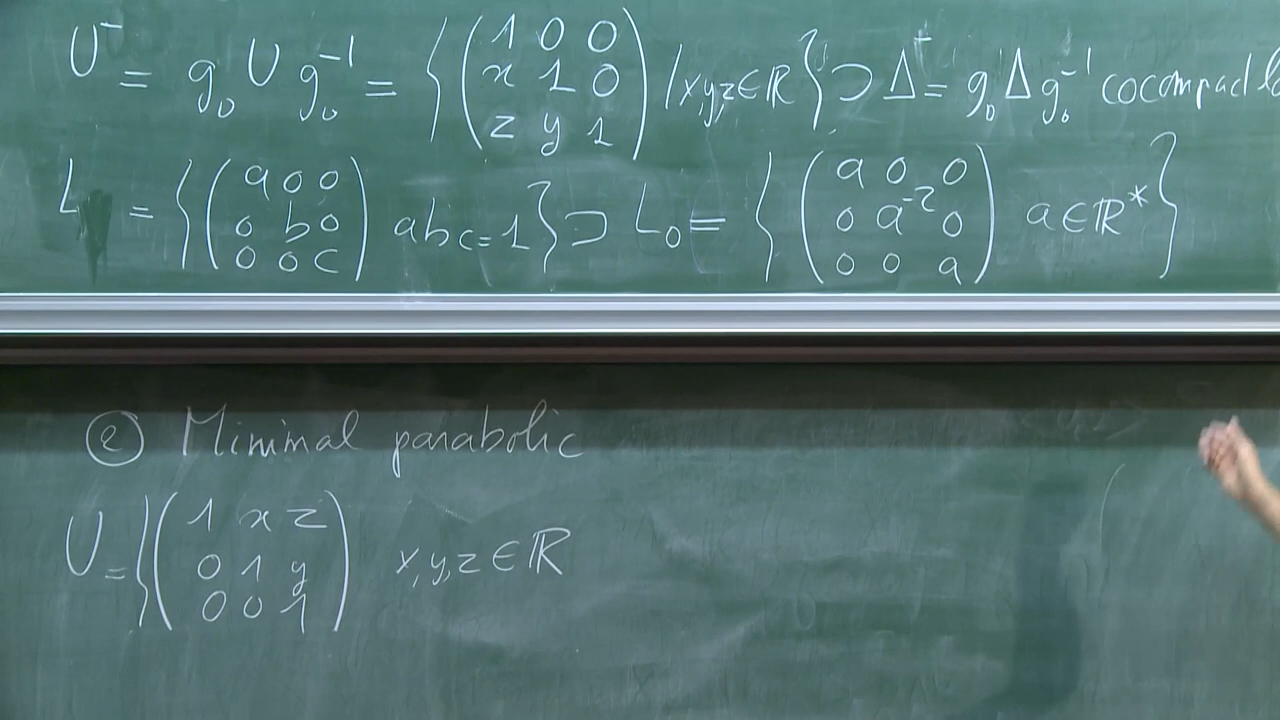 U⁻ = g₀ U g₀⁻¹ = { ( 1 0 0 / x 1 0 / z y 1 ) / x,y,z ∈ ℝ } ⊃ Δ⁻ = g₀ Δ g₀⁻¹
L = { ( a 0 0 / 0 b 0 / 0 0 c ) abc=1 } ⊃ L₀ = { ( a 0 0 / 0 a⁻² 0 / 0 0 a ) a ∈ ℝ* }
② Minimal parabolic
U = { ( 1 x z / 0 1 y / 0 0 1 ) x,y,z ∈ ℝ